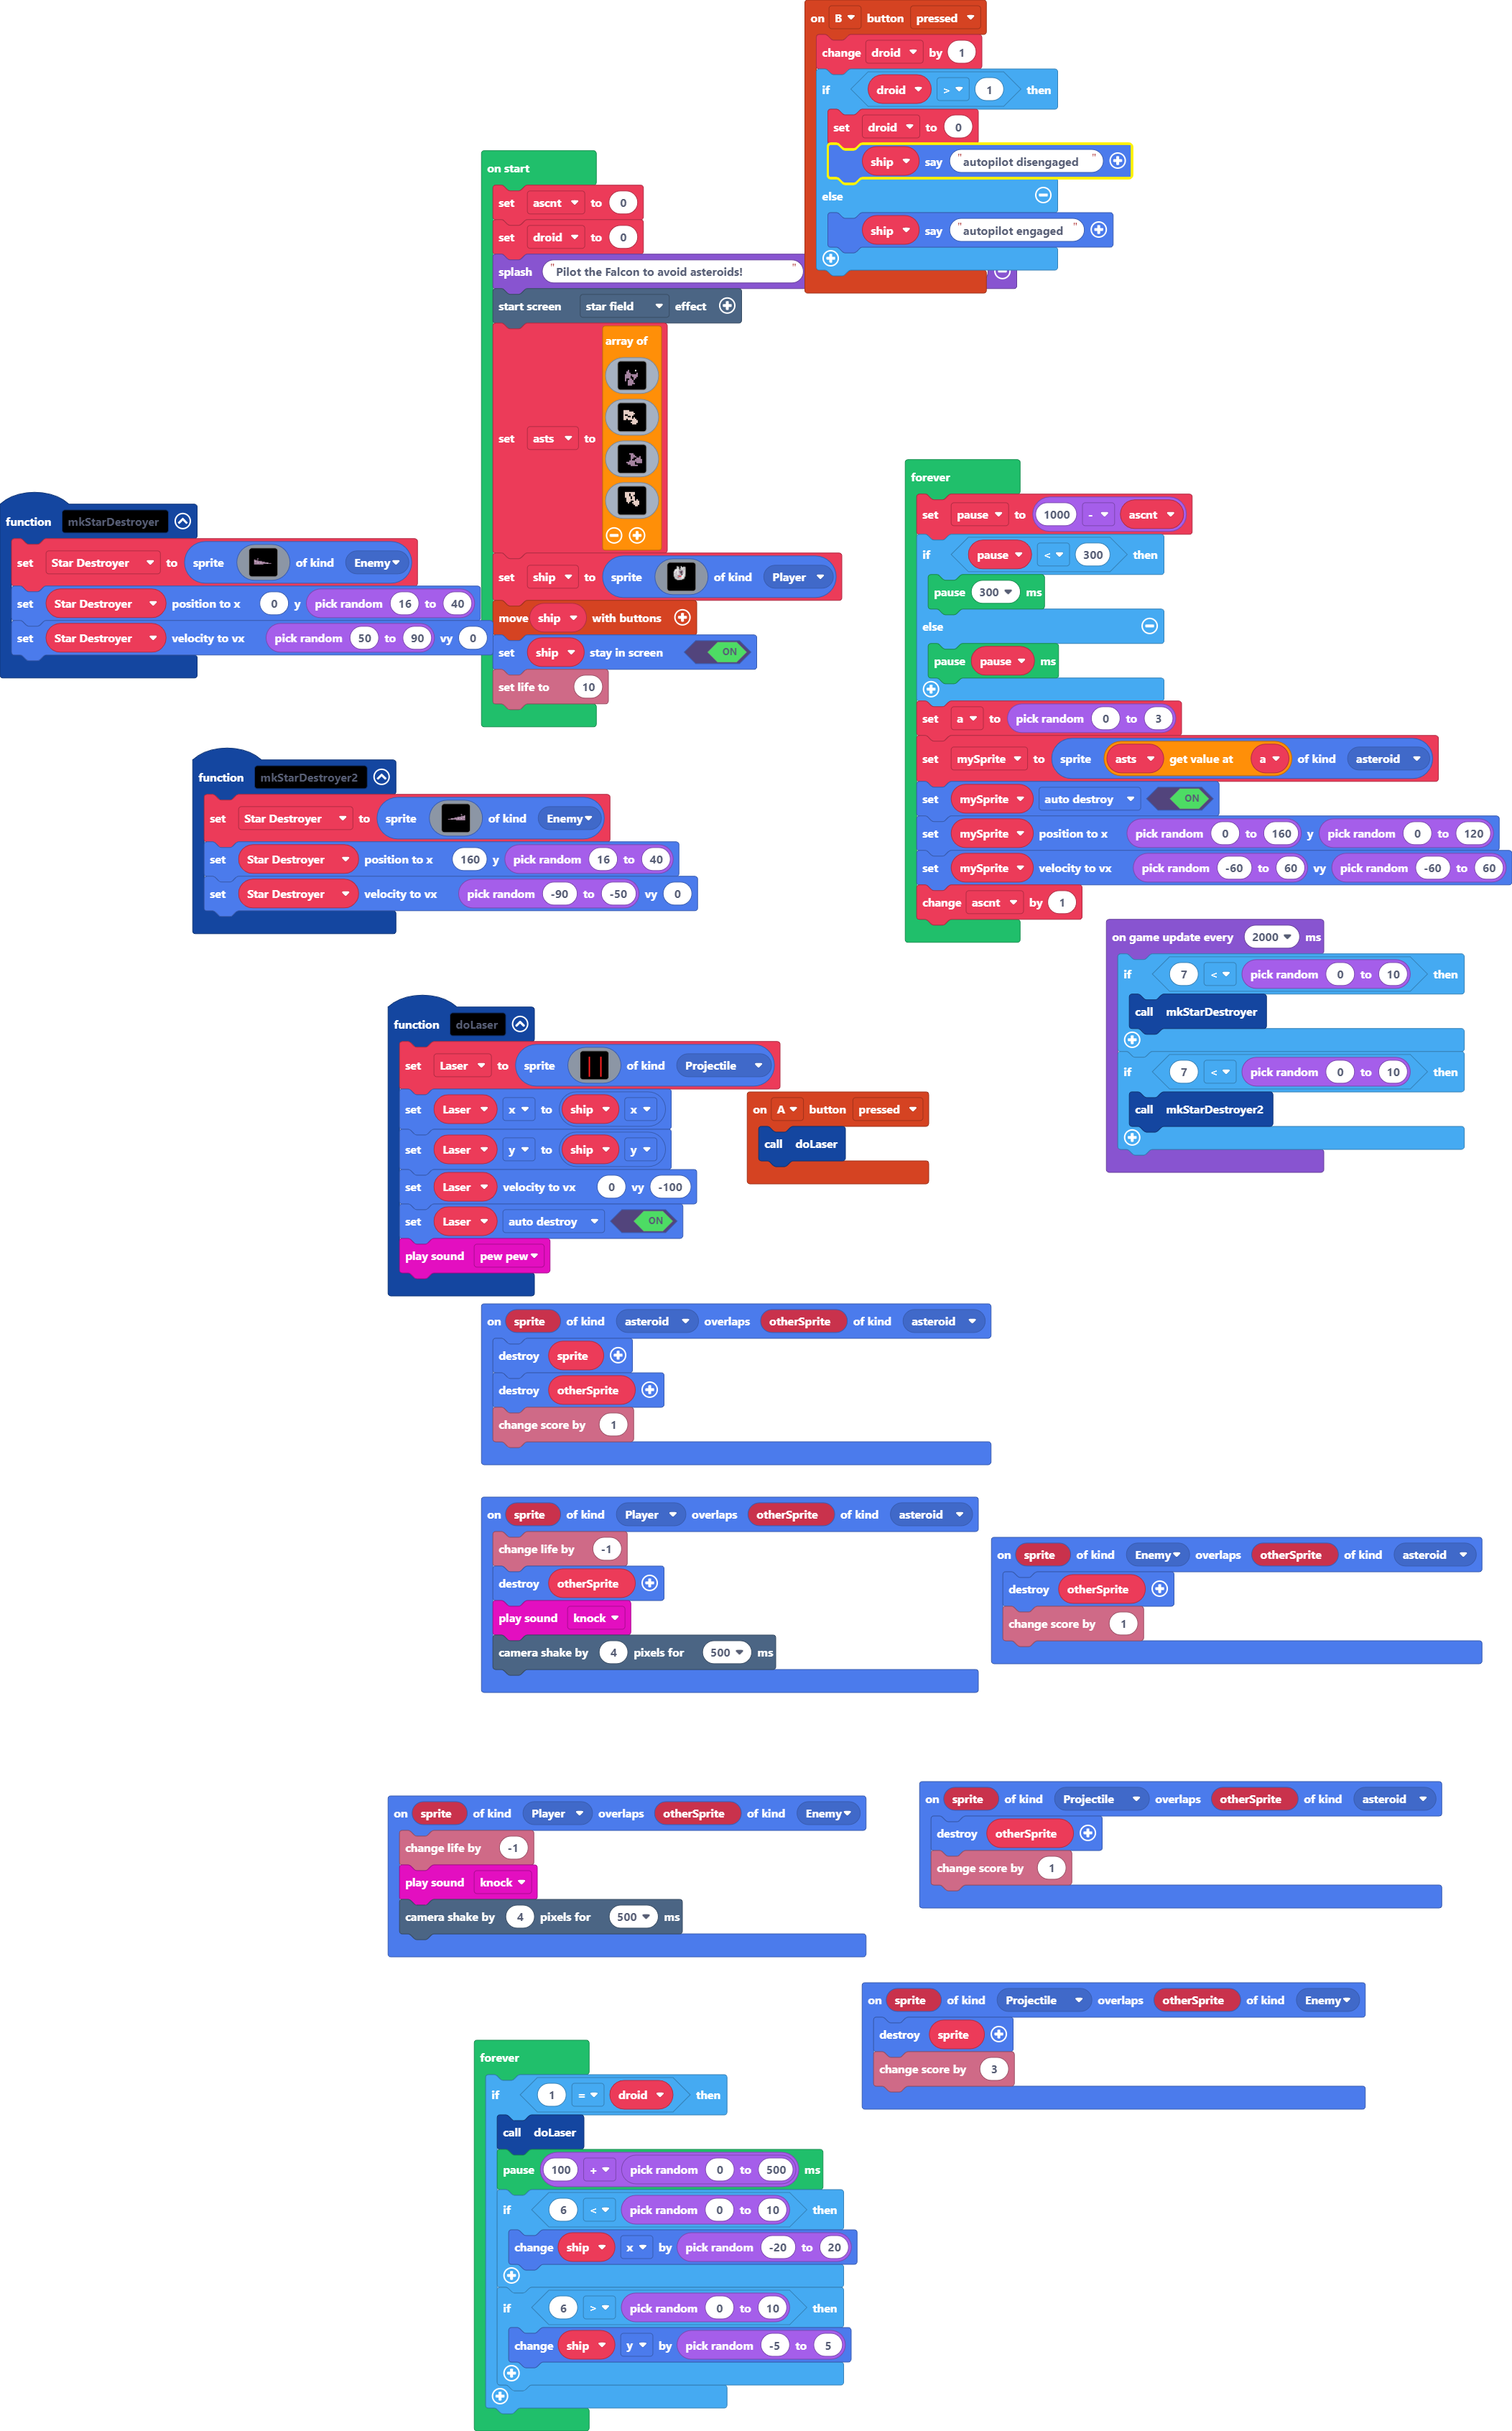 on B button pressed
change droid by 1
if droid > 1 then
set droid to 0
ship say "autopilot disengaged"
else
ship say "autopilot engaged"
on start
set ascnt to 0
set droid to 0
splash "Pilot the Falcon to avoid asteroids!"
start screen star field effect
set asts to array of
set ship to sprite of kind Player
move ship with buttons
set ship stay in screen ON
set life to 10
function mkStarDestroyer
set Star Destroyer to sprite of kind Enemy
set Star Destroyer position to x 0 y pick random 16 to 40
set Star Destroyer velocity to vx pick random 50 to 90 vy 0
forever
set pause to 1000 - ascnt
if pause < 300 then
pause 300 ms
else
pause pause ms
set a to pick random 0 to 3
set mySprite to sprite asts get value at a of kind asteroid
set mySprite auto destroy ON
set mySprite position to x pick random 0 to 160 y pick random 0 to 120
set mySprite velocity to vx pick random -60 to 60 vy pick random -60 to 60
change ascnt by 1
function mkStarDestroyer2
set Star Destroyer to sprite of kind Enemy
set Star Destroyer position to x 160 y pick random 16 to 40
set Star Destroyer velocity to vx pick random -90 to -50 vy 0
on game update every 2000 ms
if 7 < pick random 0 to 10 then
call mkStarDestroyer
if 7 < pick random 0 to 10 then
call mkStarDestroyer2
function doLaser
set Laser to sprite of kind Projectile
set Laser x to ship x
set Laser y to ship y
set Laser velocity to vx 0 vy -100
set Laser auto destroy ON
play sound pew pew
on A button pressed
call doLaser
on sprite of kind asteroid overlaps otherSprite of kind asteroid
destroy sprite
destroy otherSprite
change score by 1
on sprite of kind Player overlaps otherSprite of kind asteroid
change life by -1
destroy otherSprite
play sound knock
camera shake by 4 pixels for 500 ms
on sprite of kind Enemy overlaps otherSprite of kind asteroid
destroy otherSprite
change score by 1
on sprite of kind Player overlaps otherSprite of kind Enemy
change life by -1
play sound knock
camera shake by 4 pixels for 500 ms
on sprite of kind Projectile overlaps otherSprite of kind asteroid
destroy otherSprite
change score by 1
on sprite of kind Projectile overlaps otherSprite of kind Enemy
destroy sprite
change score by 3
forever
if 1 = droid then
call doLaser
pause 100 + pick random 0 to 500 ms
if 6 < pick random 0 to 10 then
change ship x by pick random -20 to 20
if 6 > pick random 0 to 10 then
change ship y by pick random -5 to 5